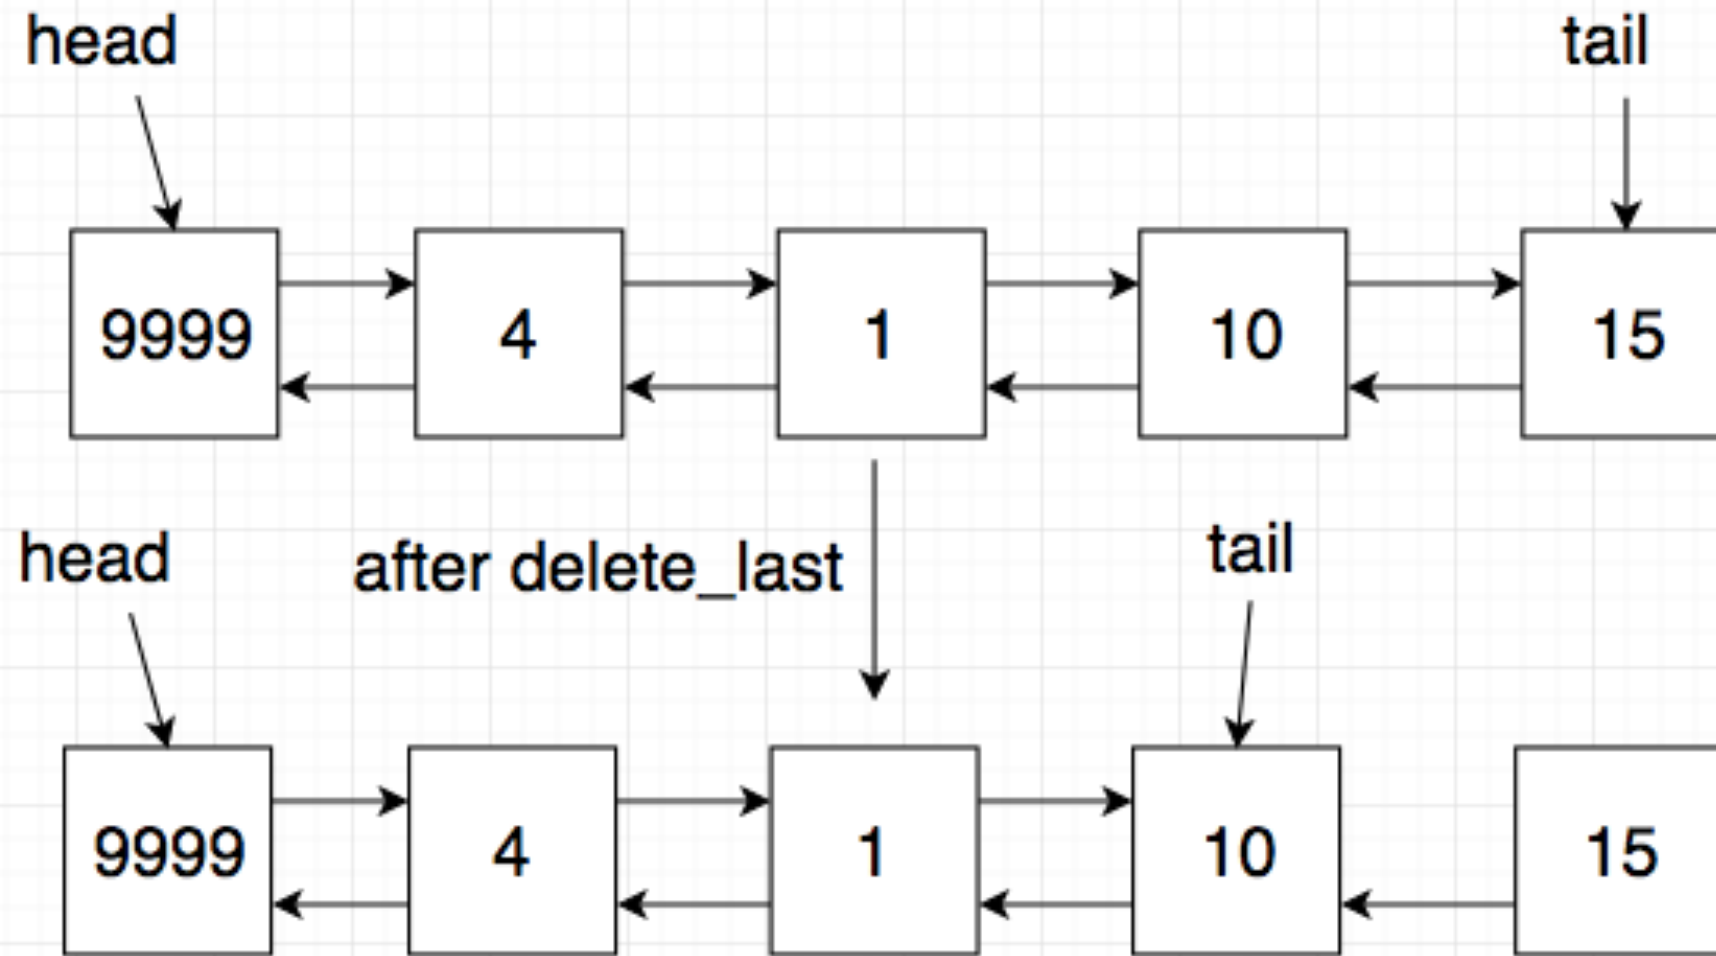 head tail
9999 4 1 10 15
head after delete_last tail
9999 4 1 10 15